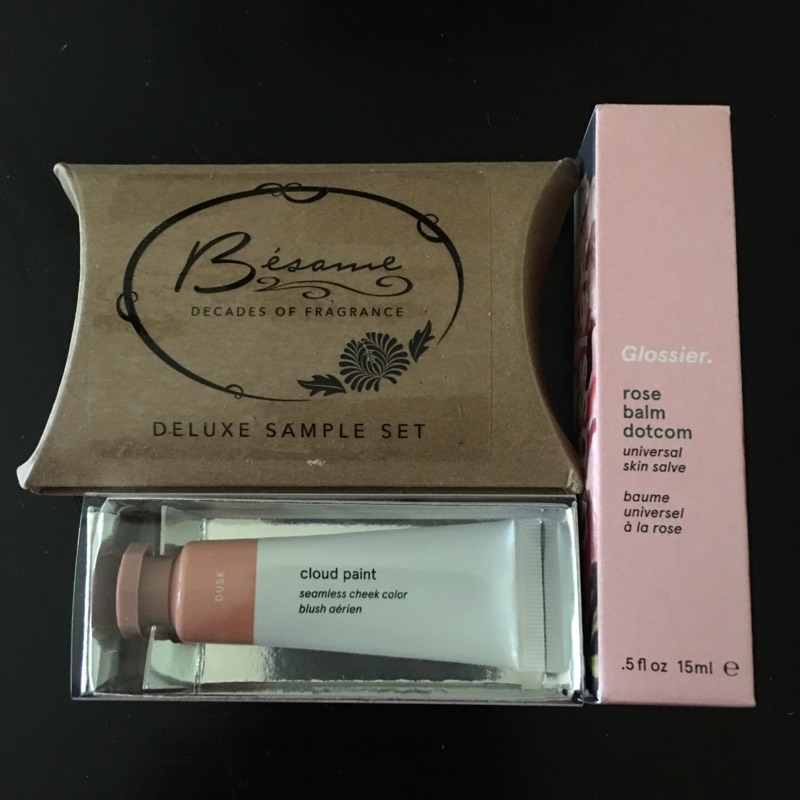 Bésame
DECADES OF FRAGRANCE
DELUXE SAMPLE SET
DUSK
cloud paint
seamless cheek color
blush aérien
Glossier.
rose
balm
dotcom
universal
skin salve
baume
universel
à la rose
.5 fl oz 15ml ℮